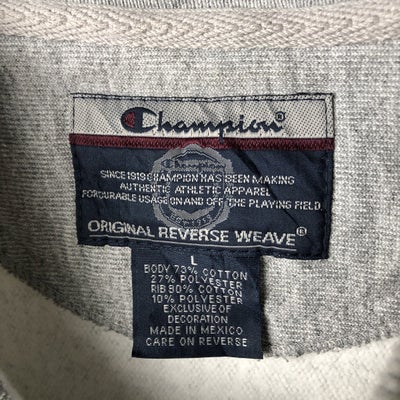 Champion®
SINCE 1919 CHAMPION HAS BEEN MAKING
AUTHENTIC ATHLETIC APPAREL
FOR DURABLE USAGE ON AND OFF THE PLAYING FIELD
EST. 1919
ORIGINAL REVERSE WEAVE®
L
BODY 73% COTTON
27% POLYESTER
RIB 90% COTTON
10% POLYESTER
EXCLUSIVE OF
DECORATION
MADE IN MEXICO
CARE ON REVERSE